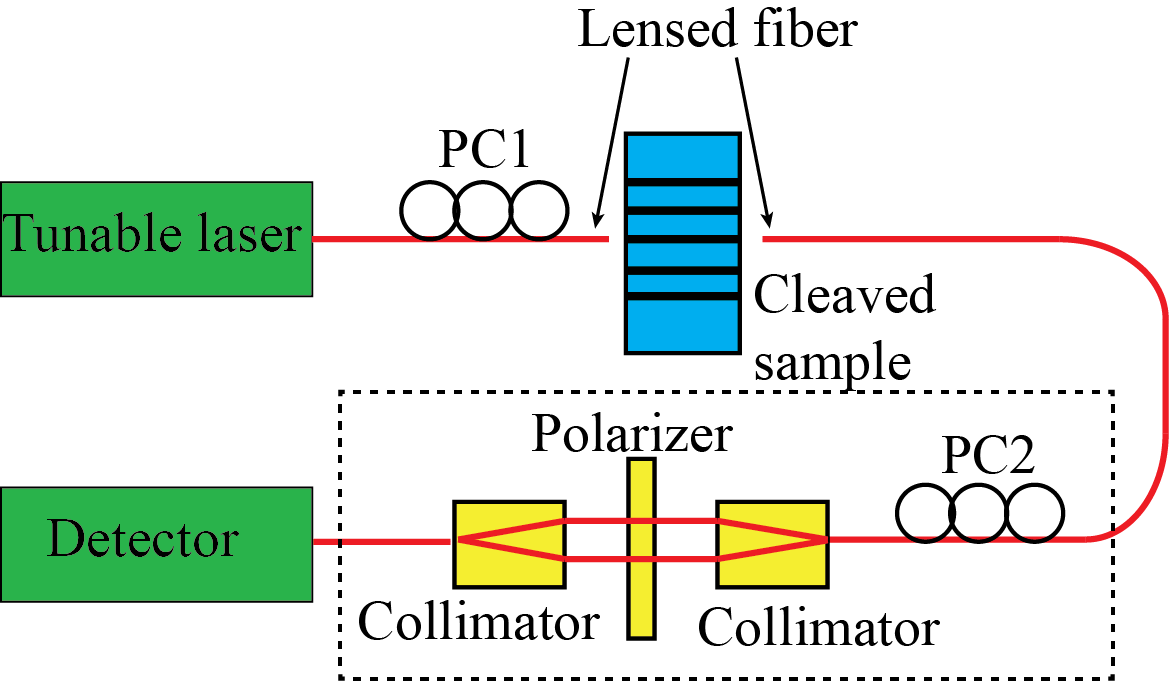 Lensed fiber
PC1
Tunable laser
Cleaved
sample
Polarizer
PC2
Detector
Collimator
Collimator